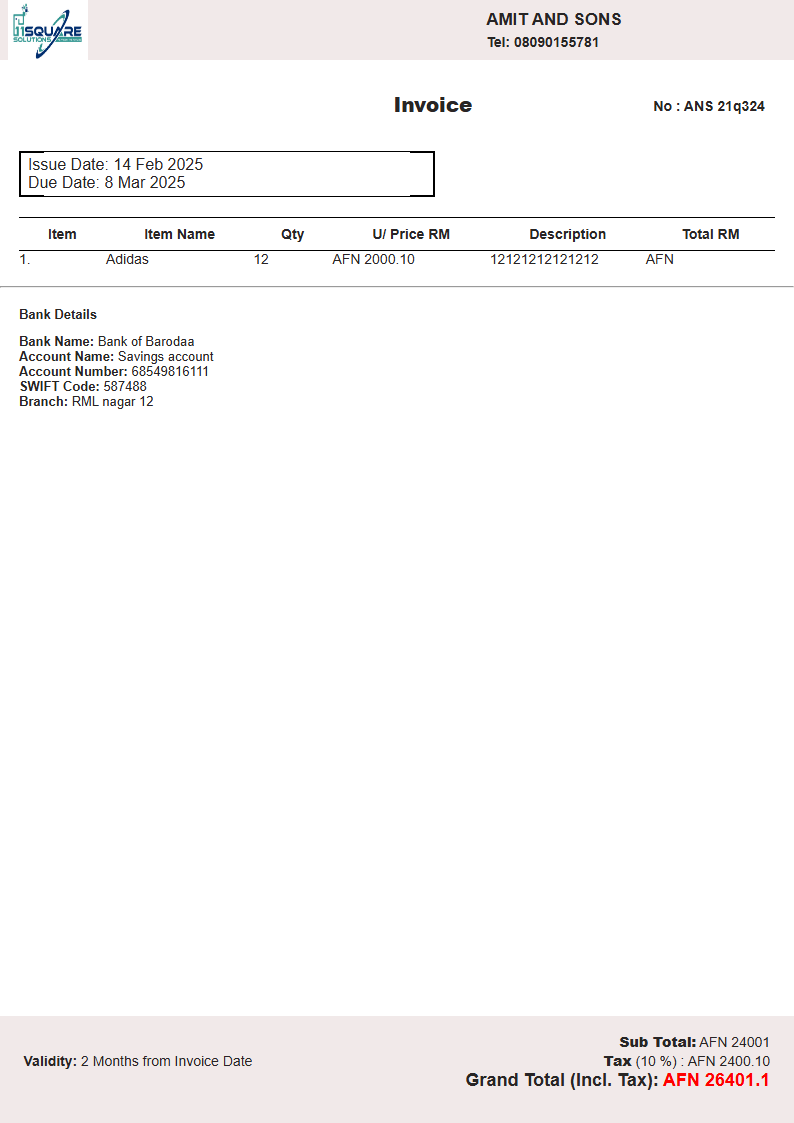 11SQUARE
SOLUTIONS
AMIT AND SONS
Tel: 08090155781
Invoice
No : ANS 21q324
Issue Date: 14 Feb 2025
Due Date: 8 Mar 2025
Item Item Name Qty U/ Price RM Description Total RM
1. Adidas 12 AFN 2000.10 12121212121212 AFN
Bank Details
Bank Name: Bank of Barodaa
Account Name: Savings account
Account Number: 68549816111
SWIFT Code: 587488
Branch: RML nagar 12
Sub Total: AFN 24001
Validity: 2 Months from Invoice Date
Tax (10 %) : AFN 2400.10
Grand Total (Incl. Tax): AFN 26401.1